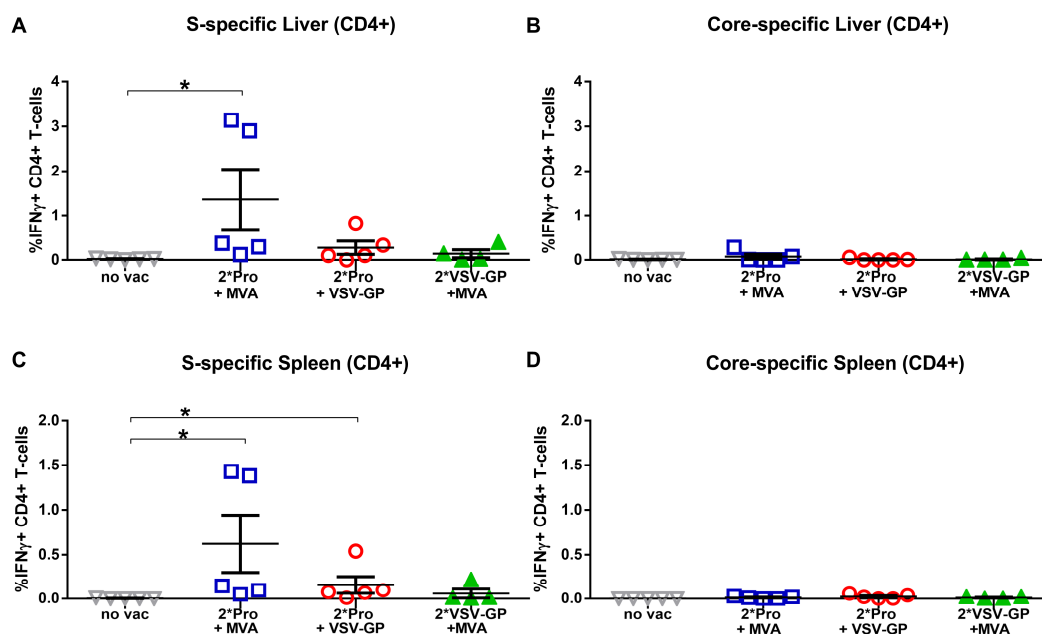 A
S-specific Liver (CD4+)
%IFNγ+ CD4+ T-cells
4
3
2
1
0
*
no vac
2*Pro
+ MVA
2*Pro
+ VSV-GP
2*VSV-GP
+MVA
B
Core-specific Liver (CD4+)
%IFNγ+ CD4+ T-cells
4
3
2
1
0
no vac
2*Pro
+ MVA
2*Pro
+ VSV-GP
2*VSV-GP
+MVA
C
S-specific Spleen (CD4+)
%IFNγ+ CD4+ T-cells
2.0
1.5
1.0
0.5
0.0
*
*
no vac
2*Pro
+ MVA
2*Pro
+ VSV-GP
2*VSV-GP
+MVA
D
Core-specific Spleen (CD4+)
%IFNγ+ CD4+ T-cells
2.0
1.5
1.0
0.5
0.0
no vac
2*Pro
+ MVA
2*Pro
+ VSV-GP
2*VSV-GP
+MVA